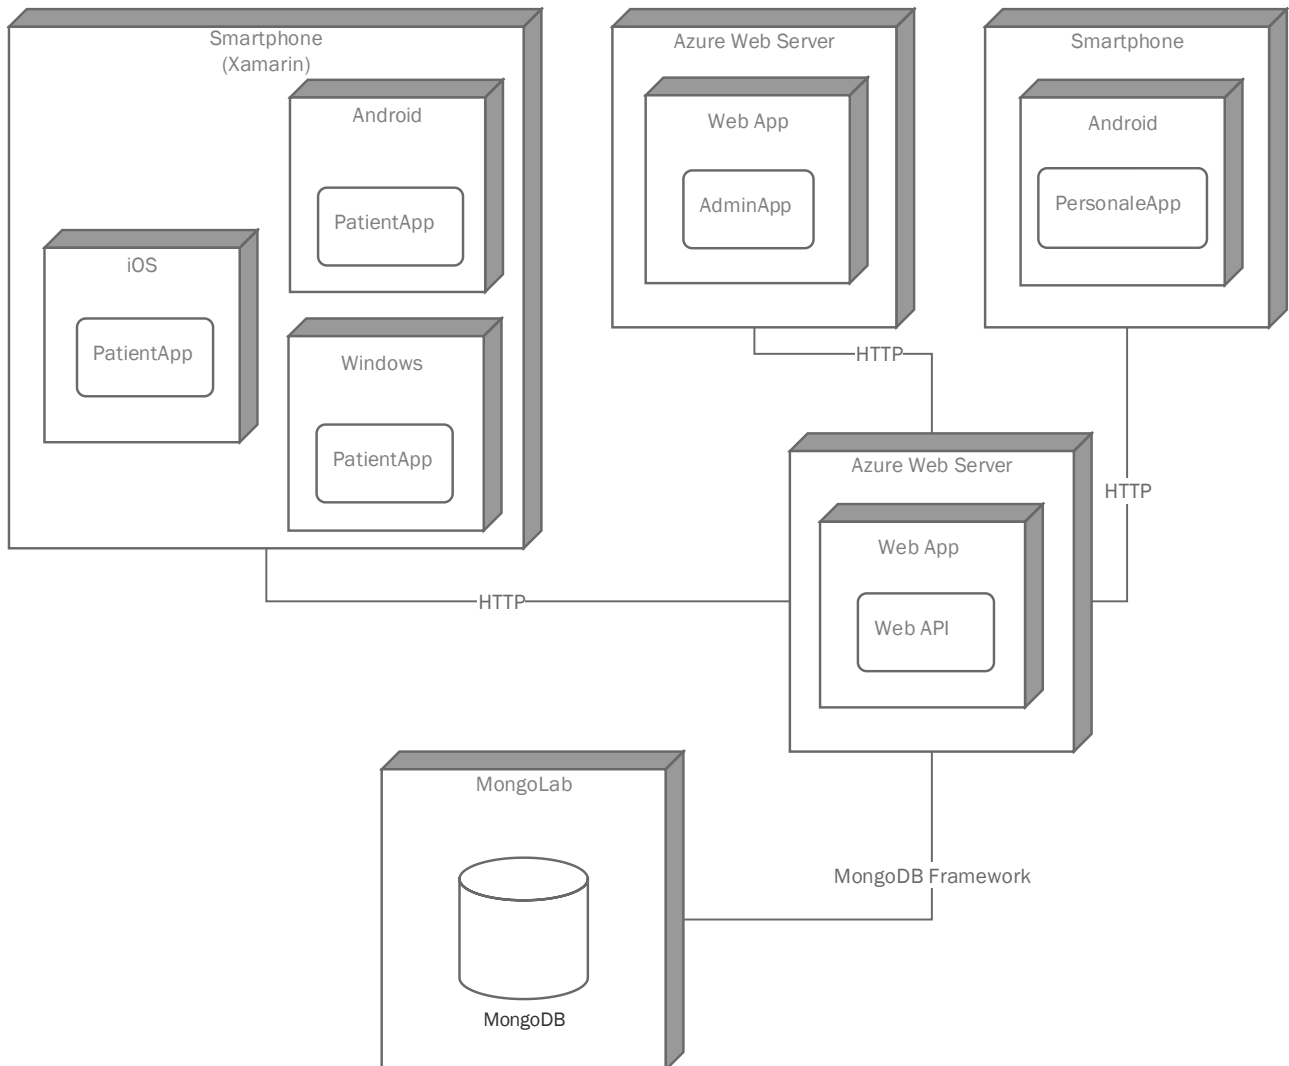 Smartphone
(Xamarin)
Android
PatientApp
iOS
PatientApp
Windows
PatientApp
Azure Web Server
Web App
AdminApp
Smartphone
Android
PersonaleApp
HTTP
HTTP
HTTP
Azure Web Server
Web App
Web API
MongoLab
MongoDB
MongoDB Framework